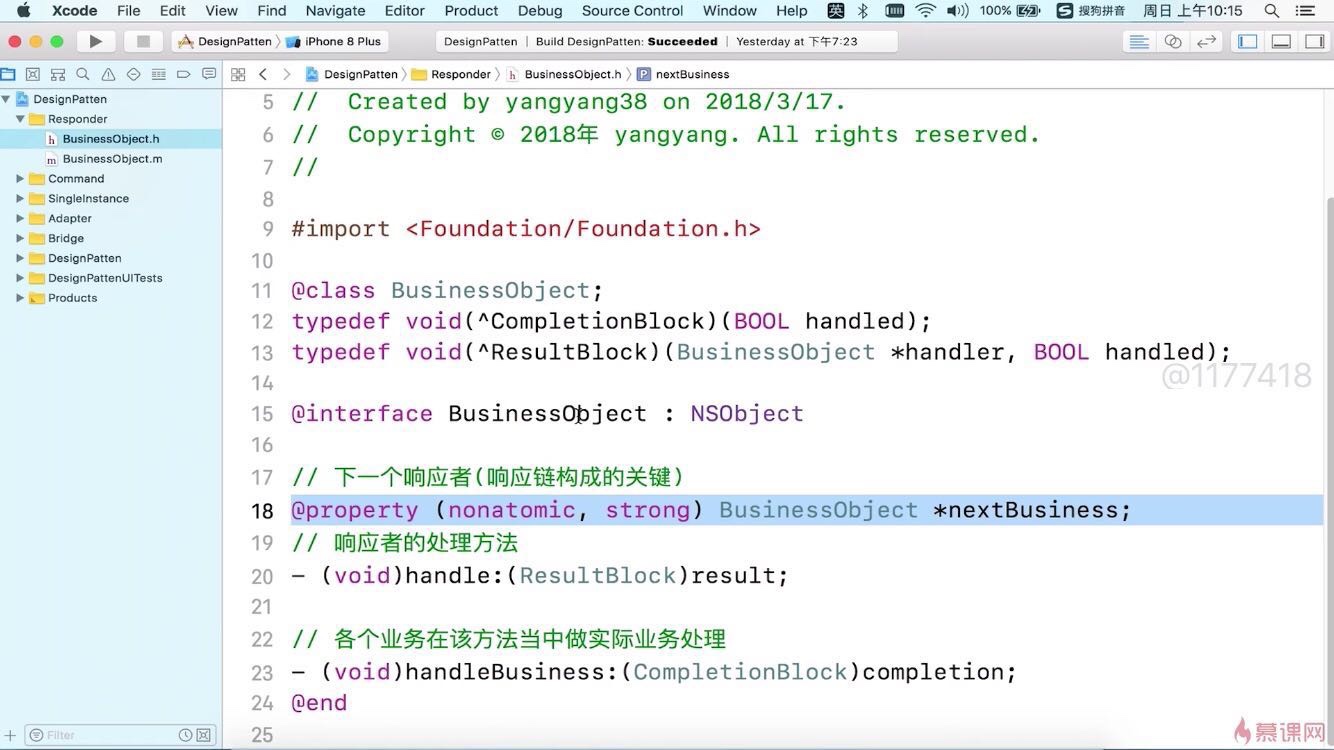 Xcode File Edit View Find Navigate Editor Product Debug Source Control Window Help 英 100% 搜狗拼音 周日 上午10:15
DesignPatten iPhone 8 Plus DesignPatten | Build DesignPatten: Succeeded | Yesterday at 下午7:23
DesignPatten Responder BusinessObject.h nextBusiness
DesignPatten
Responder
BusinessObject.h
BusinessObject.m
Command
SingleInstance
Adapter
Bridge
DesignPatten
DesignPattenUITests
Products
Filter
5 // Created by yangyang38 on 2018/3/17.
6 // Copyright © 2018年 yangyang. All rights reserved.
7 //
8
9 #import <Foundation/Foundation.h>
10
11 @class BusinessObject;
12 typedef void(^CompletionBlock)(BOOL handled);
13 typedef void(^ResultBlock)(BusinessObject *handler, BOOL handled);
14
15 @interface BusinessObject : NSObject
16
17 // 下一个响应者(响应链构成的关键)
18 @property (nonatomic, strong) BusinessObject *nextBusiness;
19 // 响应者的处理方法
20 - (void)handle:(ResultBlock)result;
21
22 // 各个业务在该方法当中做实际业务处理
23 - (void)handleBusiness:(CompletionBlock)completion;
24 @end
25
@1177418
慕课网